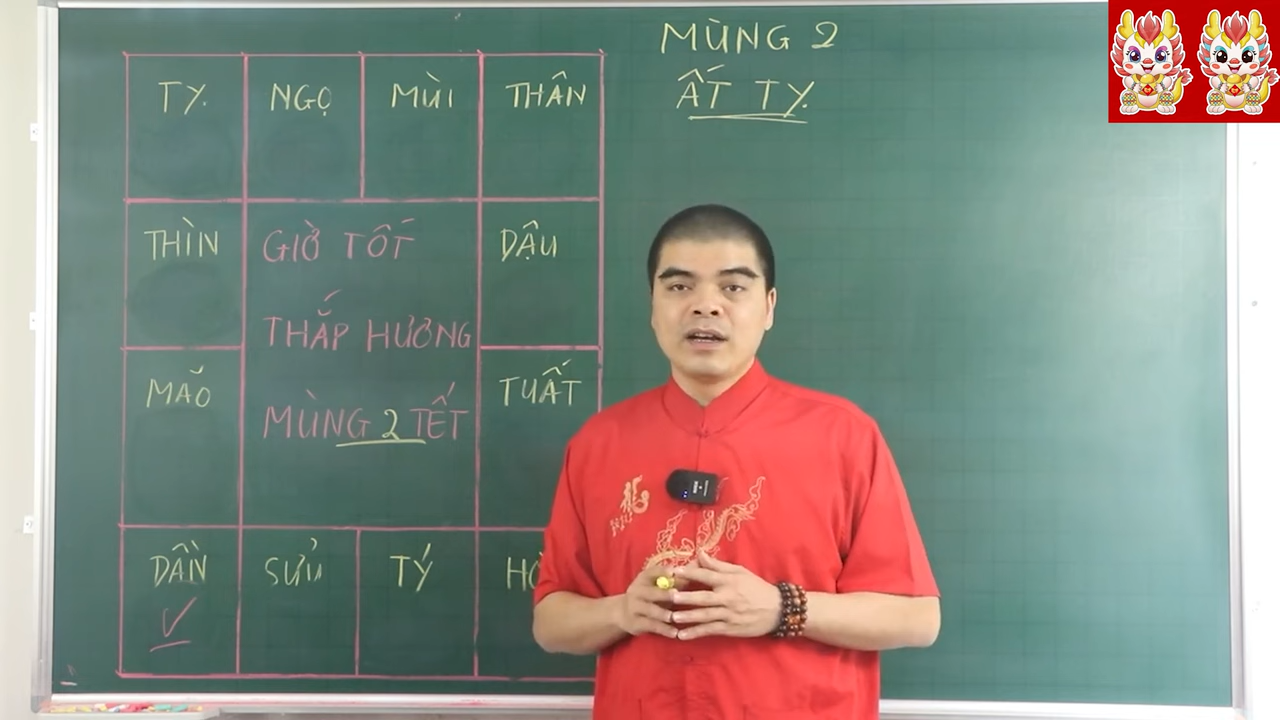 MÙNG 2
ẤT TỴ
TỴ
NGỌ
MÙI
THÂN
THÌN
GIỜ TỐT
DẬU
THẮP HƯƠNG
MÃO
MÙNG 2 TẾT
TUẤT
DẦN
SỬU
TÝ